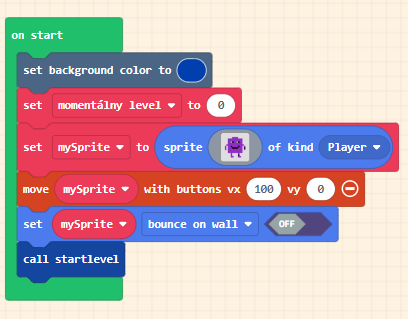 on start
set background color to
set momentálny level to 0
set mySprite to sprite of kind Player
move mySprite with buttons vx 100 vy 0
set mySprite bounce on wall OFF
call startlevel